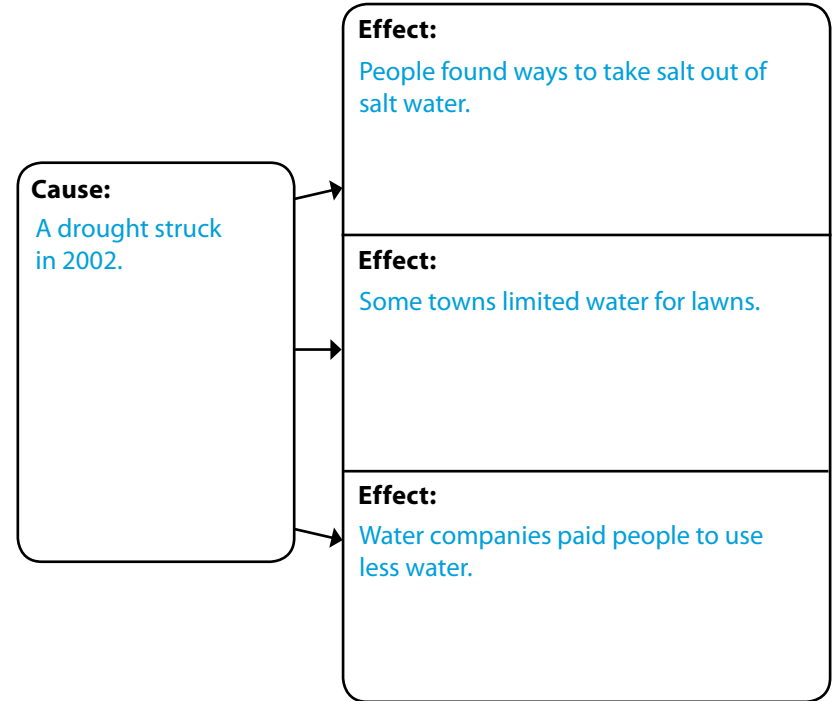 Cause:
A drought struck
in 2002.
Effect:
People found ways to take salt out of
salt water.
Effect:
Some towns limited water for lawns.
Effect:
Water companies paid people to use
less water.